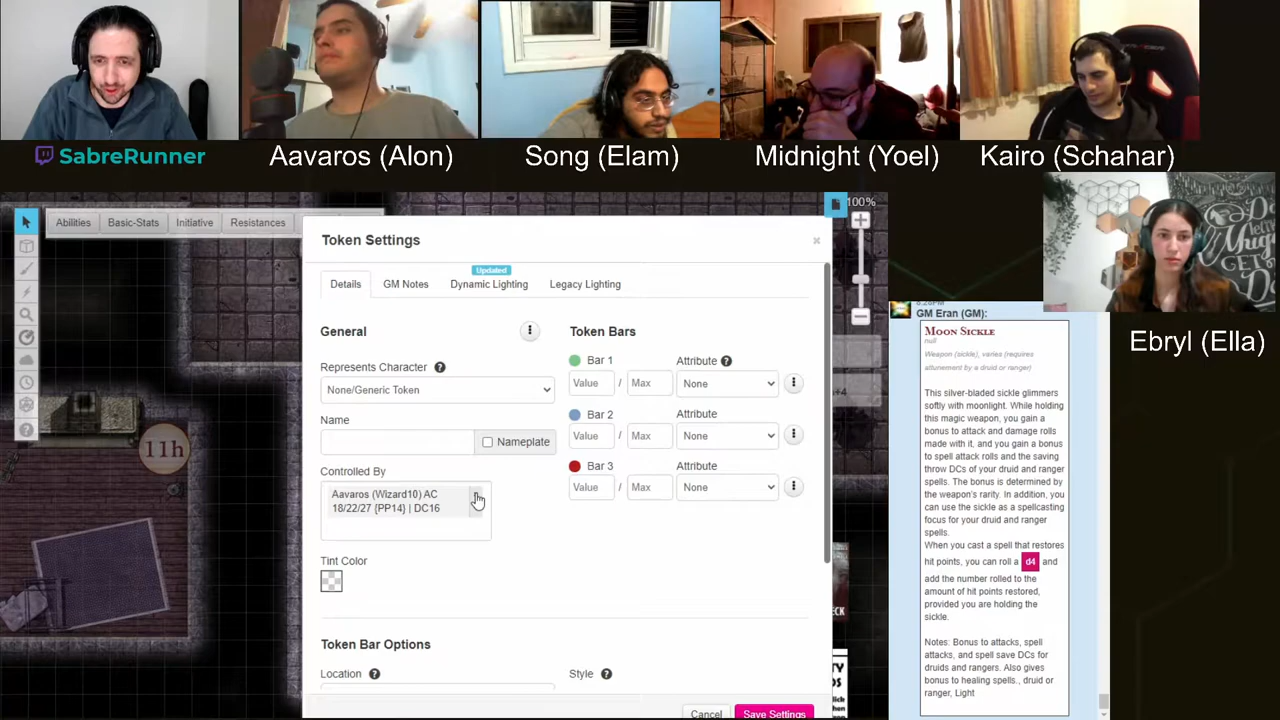 SabreRunner
Aavaros (Alon)
Song (Elam)
Midnight (Yoel)
Kairo (Schahar)
Ebryl (Ella)
Abilities
Basic-Stats
Initiative
Resistances
100%
Token Settings
Updated
Details
GM Notes
Dynamic Lighting
Legacy Lighting
General
Represents Character
None/Generic Token
Name
Nameplate
Controlled By
Aavaros (Wizard10) AC
18/22/27 {PP14} | DC16
Tint Color
Token Bars
Bar 1
Attribute
Value / Max
None
Bar 2
Attribute
Value / Max
None
Bar 3
Attribute
Value / Max
None
Token Bar Options
Location
Style
Cancel
Save Settings
11h
8:28PM
GM Eran (GM):
Moon Sickle
null
Weapon (sickle), varies (requires
attunement by a druid or ranger)
This silver-bladed sickle glimmers
softly with moonlight. While holding
this magic weapon, you gain a
bonus to attack and damage rolls
made with it, and you gain a bonus
to spell attack rolls and the saving
throw DCs of your druid and ranger
spells. The bonus is determined by
the weapon's rarity. In addition, you
can use the sickle as a spellcasting
focus for your druid and ranger
spells.
When you cast a spell that restores
hit points, you can roll a d4 and
add the number rolled to the
amount of hit points restored,
provided you are holding the
sickle.
Notes: Bonus to attacks, spell
attacks, and spell save DCs for
druids and rangers. Also gives
bonus to healing spells., druid or
ranger, Light